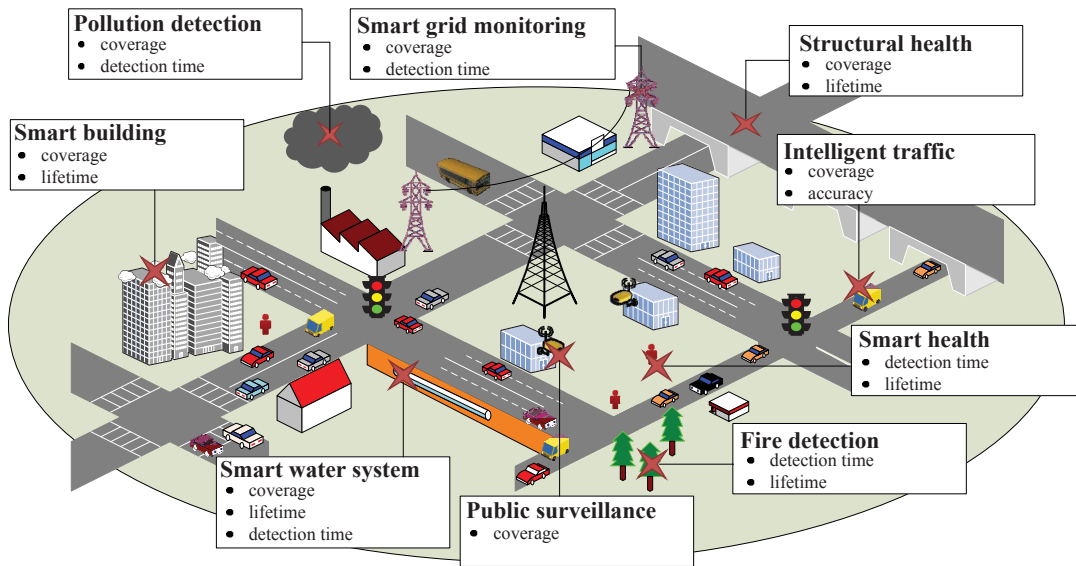 Pollution detection
coverage
detection time
Smart grid monitoring
coverage
detection time
Structural health
coverage
lifetime
Smart building
coverage
lifetime
Intelligent traffic
coverage
accuracy
Smart health
detection time
lifetime
Fire detection
detection time
lifetime
Smart water system
coverage
lifetime
detection time
Public surveillance
coverage